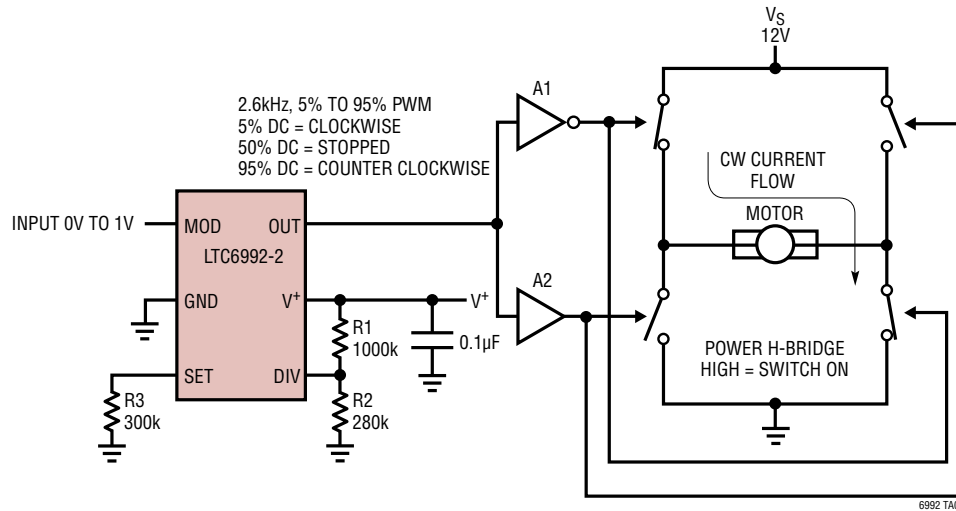 V_S
12V
2.6kHz, 5% TO 95% PWM
5% DC = CLOCKWISE
50% DC = STOPPED
95% DC = COUNTER CLOCKWISE
A1
CW CURRENT
FLOW
MOTOR
INPUT 0V TO 1V
MOD
OUT
LTC6992-2
GND
V+
V+
A2
R1
1000k
0.1µF
SET
DIV
R3
300k
R2
280k
POWER H-BRIDGE
HIGH = SWITCH ON
6992